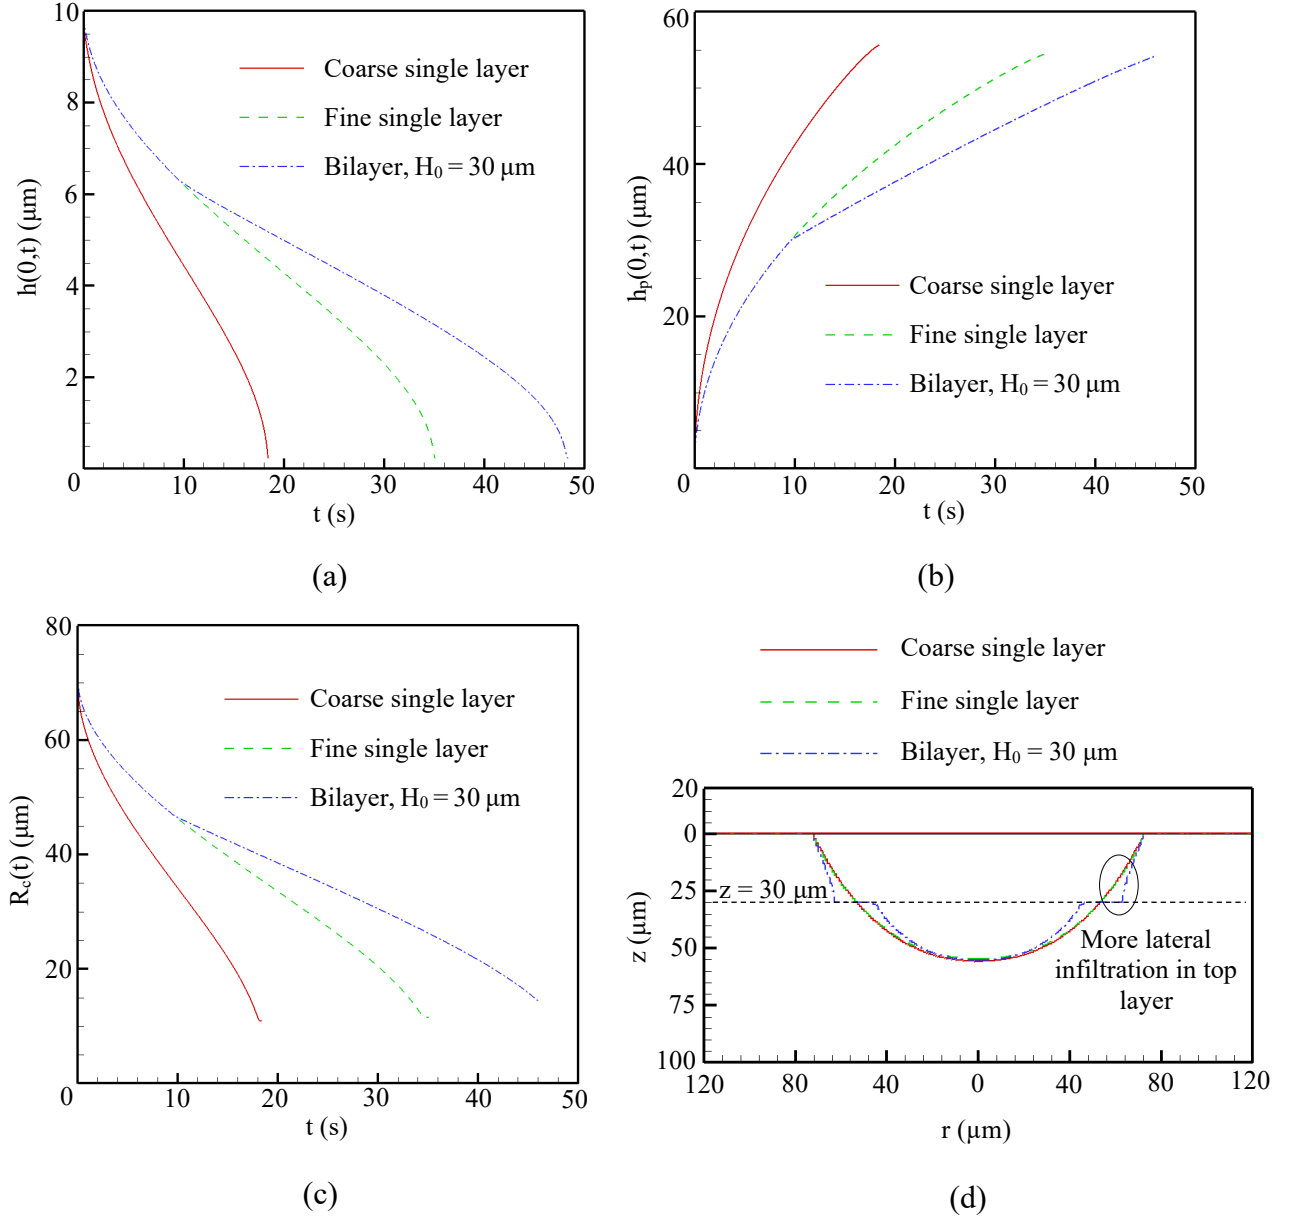 10
8
6
4
2
0
10
20
30
40
50
h(0,t) (μm)
t (s)
Coarse single layer
Fine single layer
Bilayer, H₀ = 30 μm
(a)
60
40
20
0
10
20
30
40
50
hₚ(0,t) (μm)
t (s)
Coarse single layer
Fine single layer
Bilayer, H₀ = 30 μm
(b)
80
60
40
20
0
10
20
30
40
50
R_c(t) (μm)
t (s)
Coarse single layer
Fine single layer
Bilayer, H₀ = 30 μm
(c)
Coarse single layer
Fine single layer
Bilayer, H₀ = 30 μm
20
0
25
50
75
100
z (μm)
z = 30 μm
More lateral
infiltration in top
layer
120
80
40
0
40
80
120
r (μm)
(d)